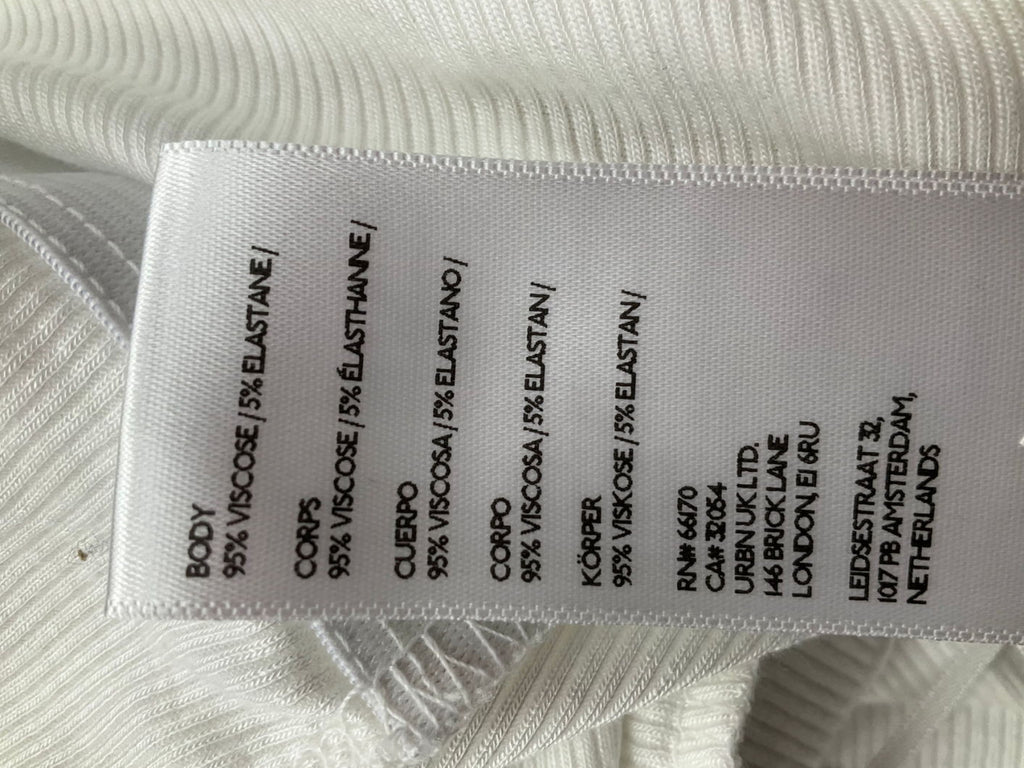 BODY
95% VISCOSE / 5% ELASTANE /
CORPS
95% VISCOSE / 5% ÉLASTHANNE /
CUERPO
95% VISCOSA / 5% ELASTANO /
CORPO
95% VISCOSA / 5% ELASTAN /
KÖRPER
95% VISKOSE / 5% ELASTAN /
RN# 66170
CA# 32054
URBN UK LTD.
146 BRICK LANE
LONDON, E1 6RU
LEIDSESTRAAT 32,
1017 PB AMSTERDAM,
NETHERLANDS